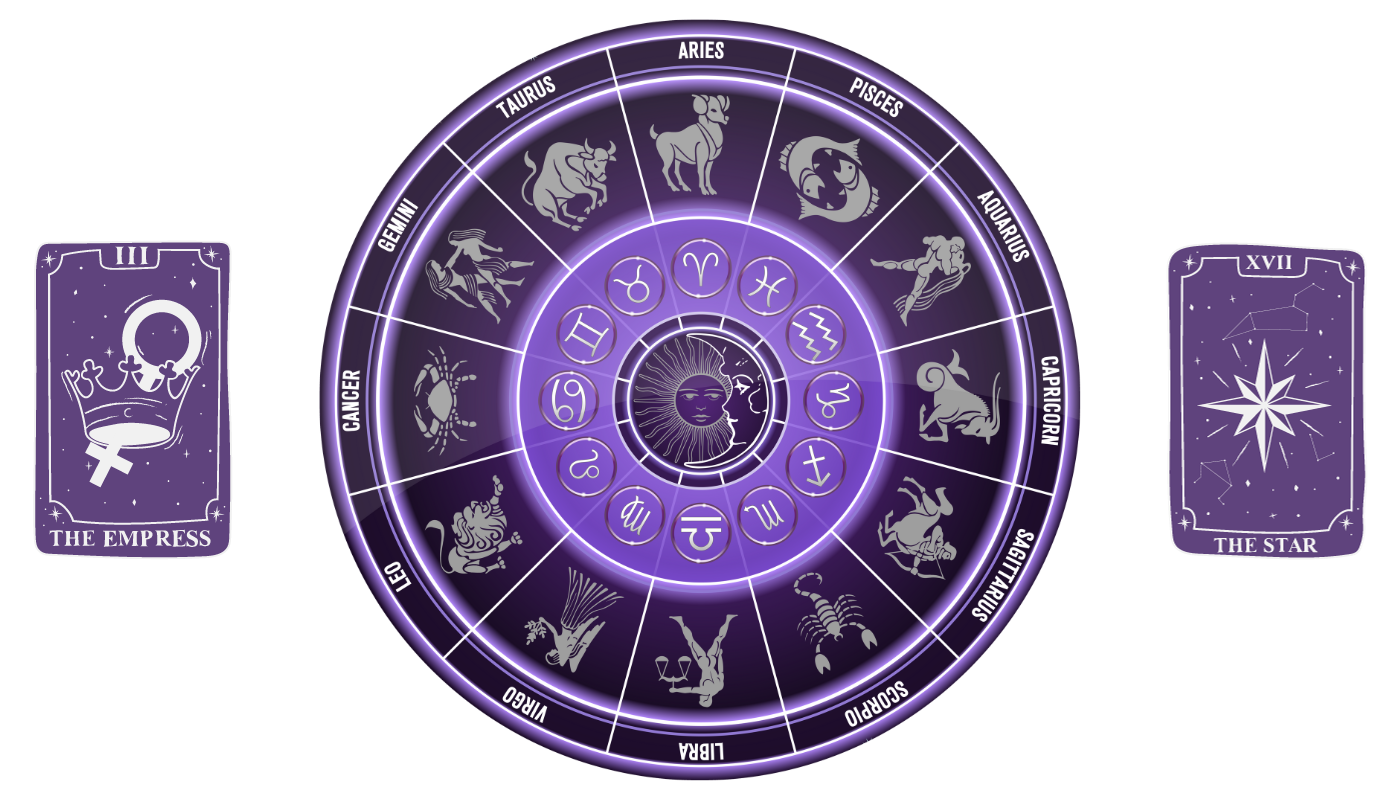 III
THE EMPRESS
ARIES
PISCES
AQUARIUS
CAPRICORN
SAGITTARIUS
SCORPIO
LIBRA
VIRGO
LEO
CANCER
GEMINI
TAURUS
XVII
THE STAR